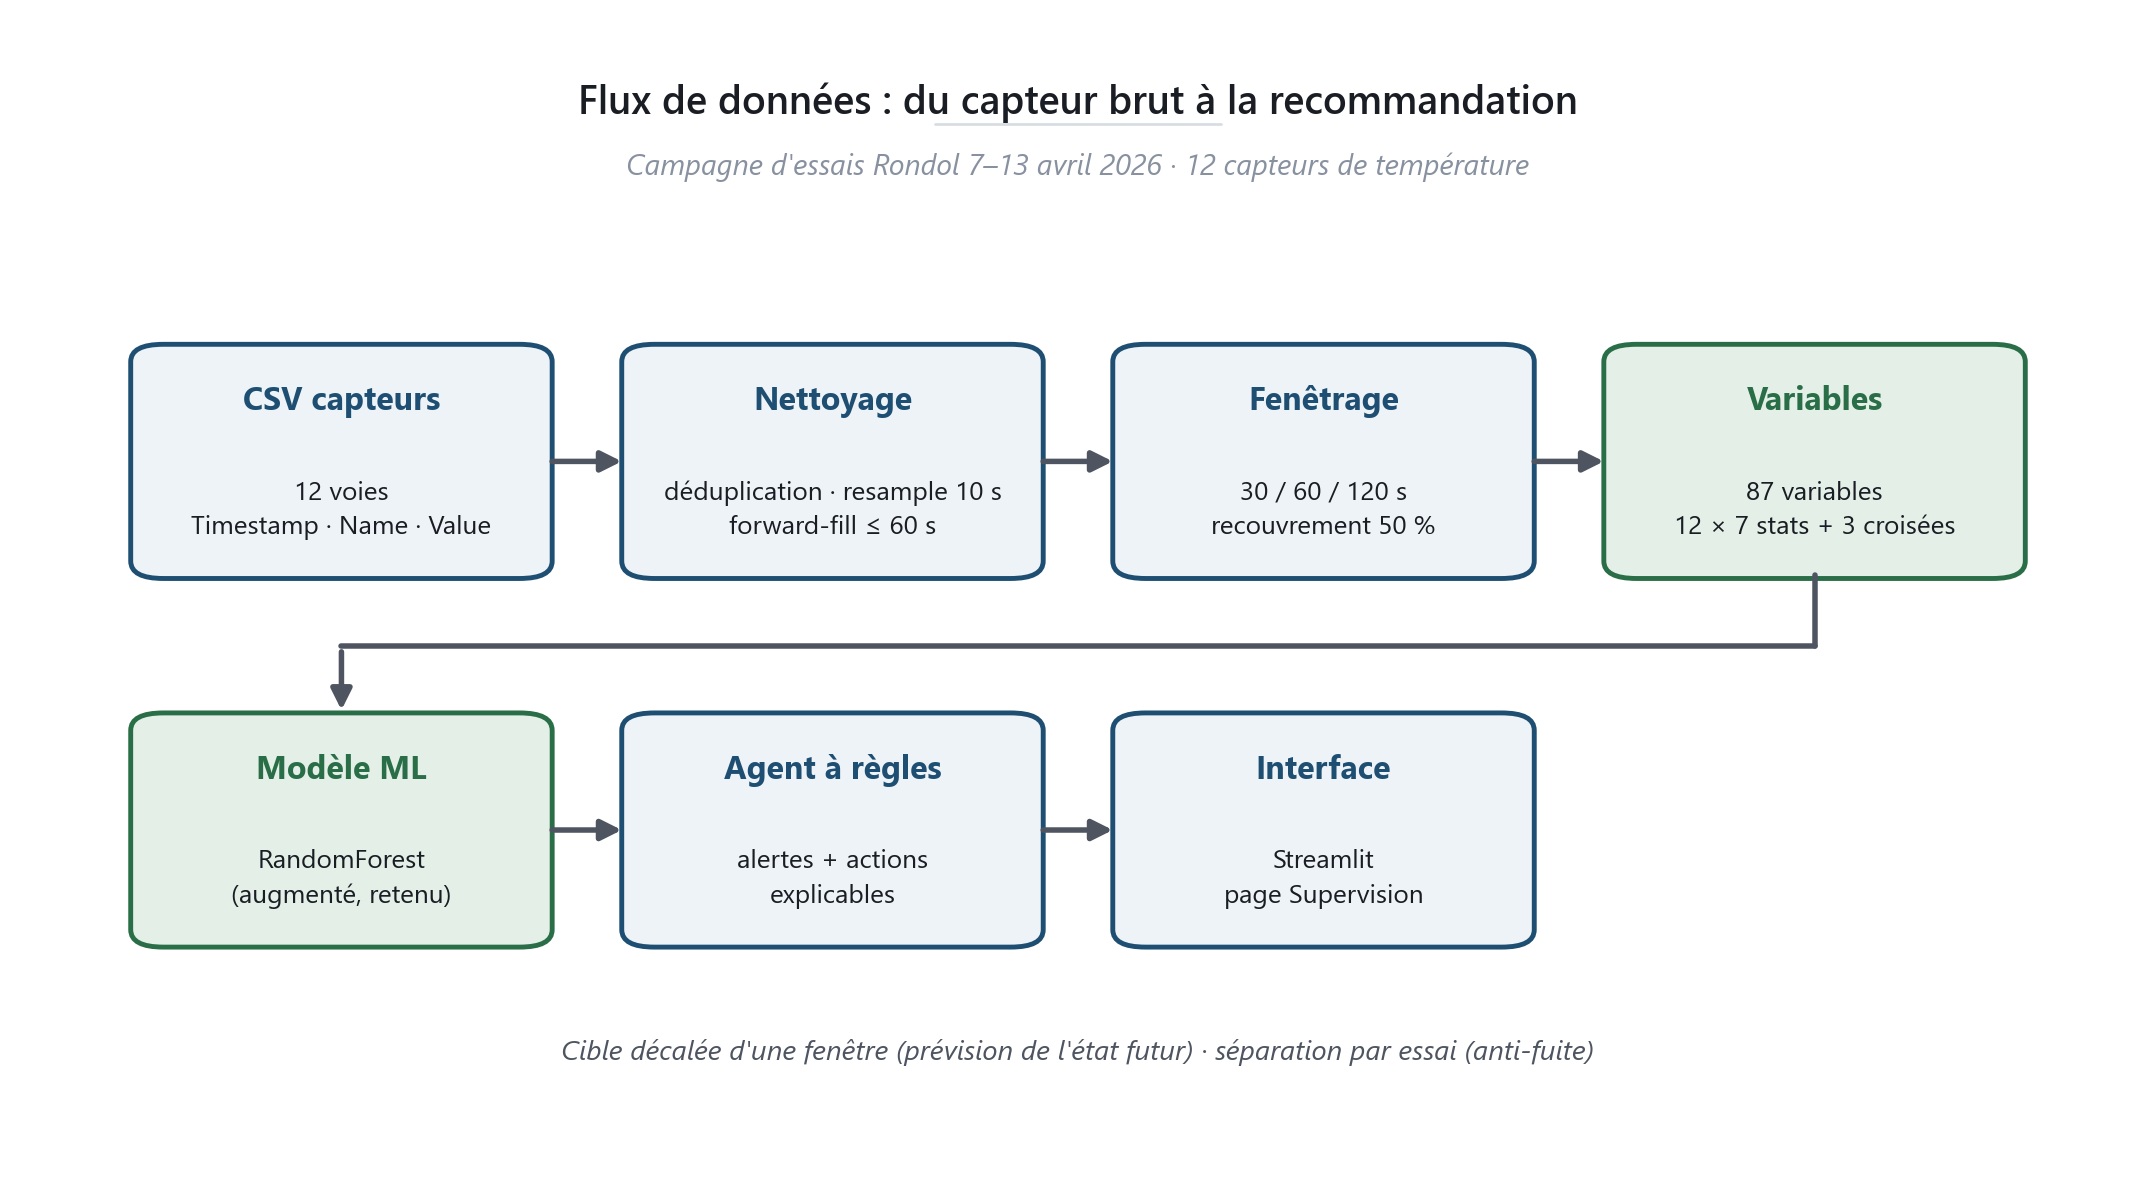 Flux de données : du capteur brut à la recommandation
Campagne d'essais Rondol 7–13 avril 2026 · 12 capteurs de température
CSV capteurs
12 voies
Timestamp · Name · Value
Nettoyage
déduplication · resample 10 s
forward-fill ≤ 60 s
Fenêtrage
30 / 60 / 120 s
recouvrement 50 %
Variables
87 variables
12 × 7 stats + 3 croisées
Modèle ML
RandomForest
(augmenté, retenu)
Agent à règles
alertes + actions
explicables
Interface
Streamlit
page Supervision
Cible décalée d'une fenêtre (prévision de l'état futur) · séparation par essai (anti-fuite)